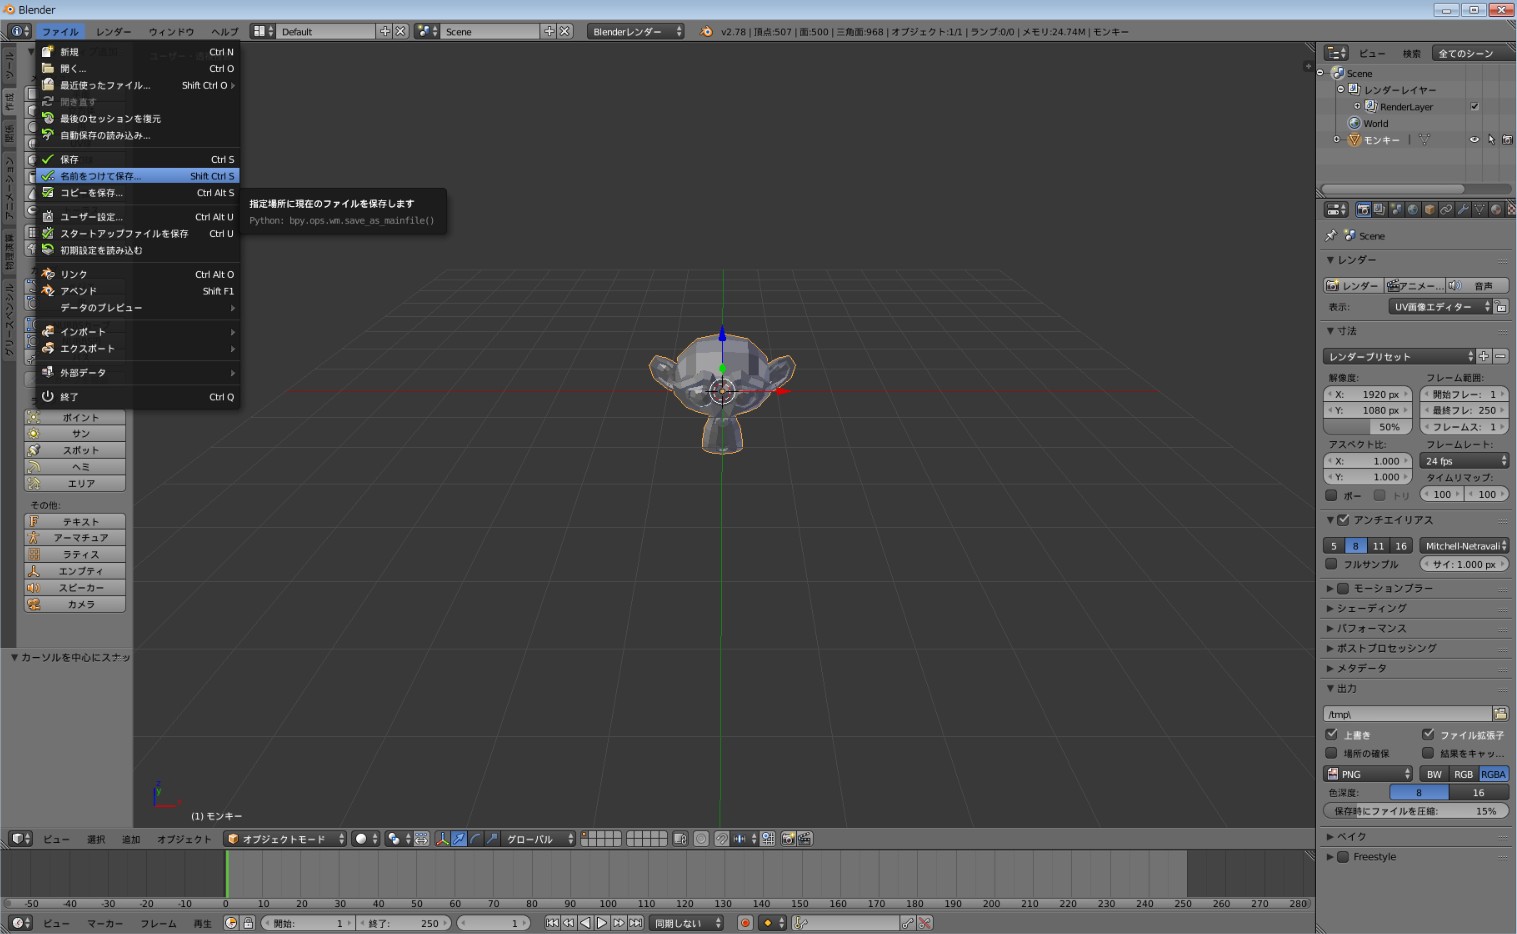 Blender
ファイル レンダー ウィンドウ ヘルプ Default Scene Blenderレンダー v2.78 | 頂点:507 | 面:500 | 三角面:968 | オブジェクト:1/1 | ランプ:0/0 | メモリ:24.74M | モンキー
新規 Ctrl N
開く... Ctrl O
最近使ったファイル... Shift Ctrl O
開き直す
最後のセッションを復元
自動保存の読み込み...
保存 Ctrl S
名前をつけて保存... Shift Ctrl S
コピーを保存... Ctrl Alt S
ユーザー設定... Ctrl Alt U
スタートアップファイルを保存 Ctrl U
初期設定を読み込む
リンク Ctrl Alt O
アペンド Shift F1
データのプレビュー
インポート
エクスポート
外部データ
終了 Ctrl Q
指定場所に現在のファイルを保存します
Python: bpy.ops.wm.save_as_mainfile()
ツール
作成
関係
アニメーション
物理演算
グリースペンシル
ポイント
サン
スポット
ヘミ
エリア
その他:
テキスト
アーマチュア
ラティス
エンプティ
スピーカー
カメラ
カーソルを中心にスナッ
(1) モンキー
ビュー 選択 追加 オブジェクト オブジェクトモード グローバル
-50 -40 -30 -20 -10 0 10 20 30 40 50 60 70 80 90 100 110 120 130 140 150 160 170 180 190 200 210 220 230 240 250 260 270 280
ビュー マーカー フレーム 再生 開始: 1 終了: 250 1 同期しない
ビュー 検索 全てのシーン
Scene
レンダーレイヤー
RenderLayer
World
モンキー
Scene
レンダー
レンダー アニメー... 音声
表示: UV画像エディター
寸法
レンダープリセット
解像度: フレーム範囲:
X: 1920 px 開始フレー: 1
Y: 1080 px 最終フレ: 250
50% フレームス: 1
アスペクト比: フレームレート:
X: 1.000 24 fps
Y: 1.000 タイムリマップ:
ボー トリ 100 100
アンチエイリアス
5 8 11 16 Mitchell-Netravali
フルサンプル サイ: 1.000 px
モーションブラー
シェーディング
パフォーマンス
ポストプロセッシング
メタデータ
出力
/tmp\
上書き ファイル拡張子
場所の確保 結果をキャッ...
PNG BW RGB RGBA
色深度: 8 16
保存時にファイルを圧縮: 15%
ベイク
Freestyle